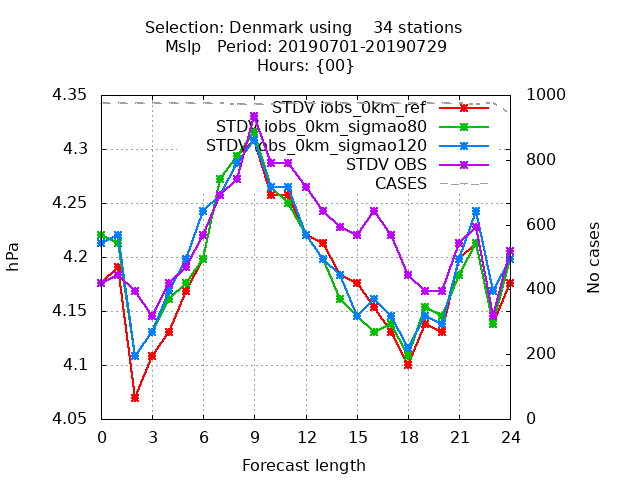 Selection: Denmark using    34 stations
Mslp   Period: 20190701-20190729
Hours: {00}
STDV iobs_0km_ref
STDV iobs_0km_sigmao80
STDV iobs_0km_sigmao120
STDV OBS
CASES
4.35
4.3
4.25
4.2
4.15
4.1
4.05
hPa
1000
800
600
400
200
0
No cases
0 3 6 9 12 15 18 21 24
Forecast length